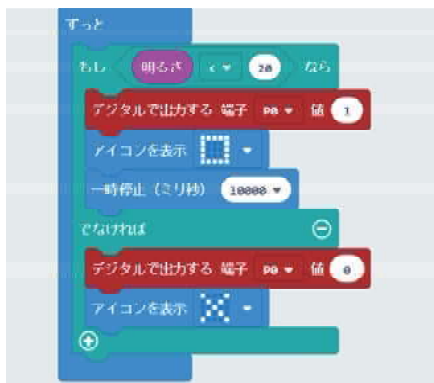 ずっと
もし 明るさ < 20 なら
デジタルで出力する 端子 P0 値 1
アイコンを表示
一時停止（ミリ秒） 10000
でなければ
デジタルで出力する 端子 P0 値 0
アイコンを表示